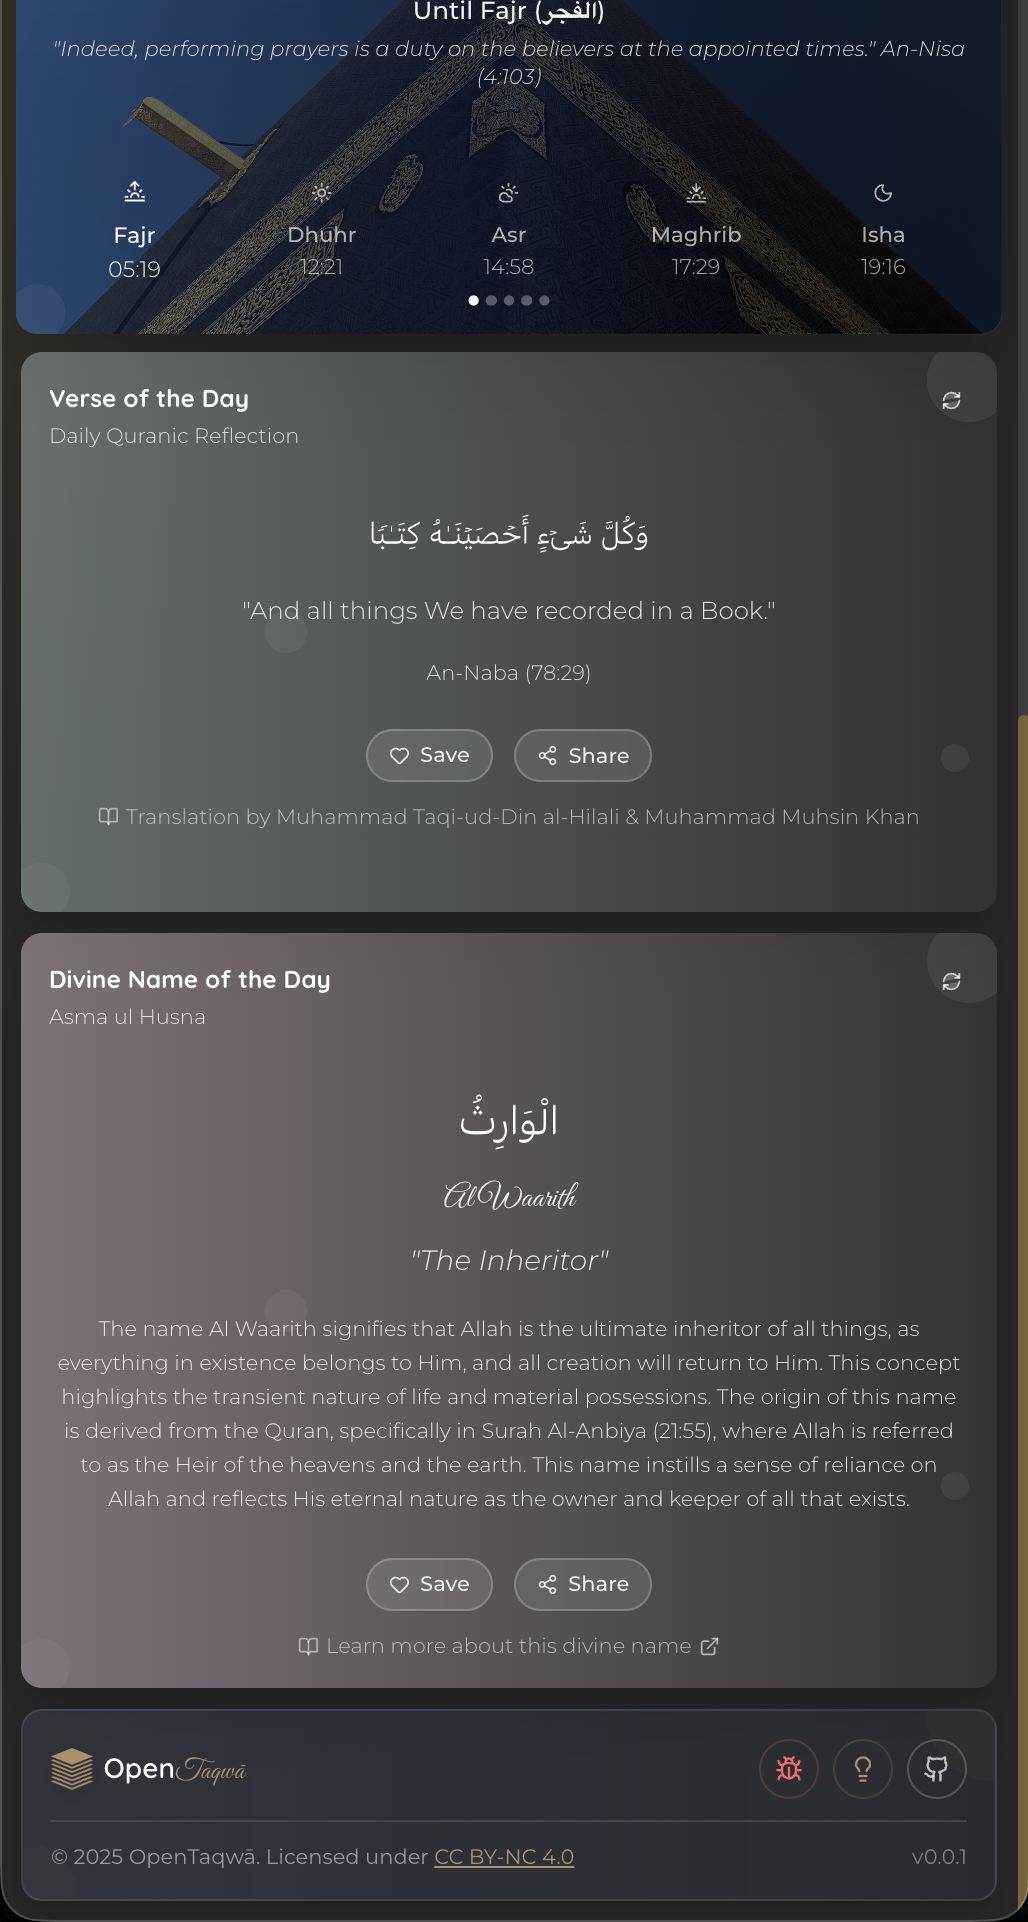 Until Fajr (الفجر)
"Indeed, performing prayers is a duty on the believers at the appointed times." An-Nisa
(4:103)
Fajr Dhuhr Asr Maghrib Isha
05:19 12:21 14:58 17:29 19:16
Verse of the Day
Daily Quranic Reflection
وَكُلَّ شَىْءٍ أَحْصَيْنَـٰهُ كِتَـٰبًا
"And all things We have recorded in a Book."
An-Naba (78:29)
Save Share
Translation by Muhammad Taqi-ud-Din al-Hilali & Muhammad Muhsin Khan
Divine Name of the Day
Asma ul Husna
الْوَارِثُ
Al Waarith
"The Inheritor"
The name Al Waarith signifies that Allah is the ultimate inheritor of all things, as
everything in existence belongs to Him, and all creation will return to Him. This concept
highlights the transient nature of life and material possessions. The origin of this name
is derived from the Quran, specifically in Surah Al-Anbiya (21:55), where Allah is referred
to as the Heir of the heavens and the earth. This name instills a sense of reliance on
Allah and reflects His eternal nature as the owner and keeper of all that exists.
Save Share
Learn more about this divine name
OpenTaqwā
© 2025 OpenTaqwā. Licensed under CC BY-NC 4.0 v0.0.1